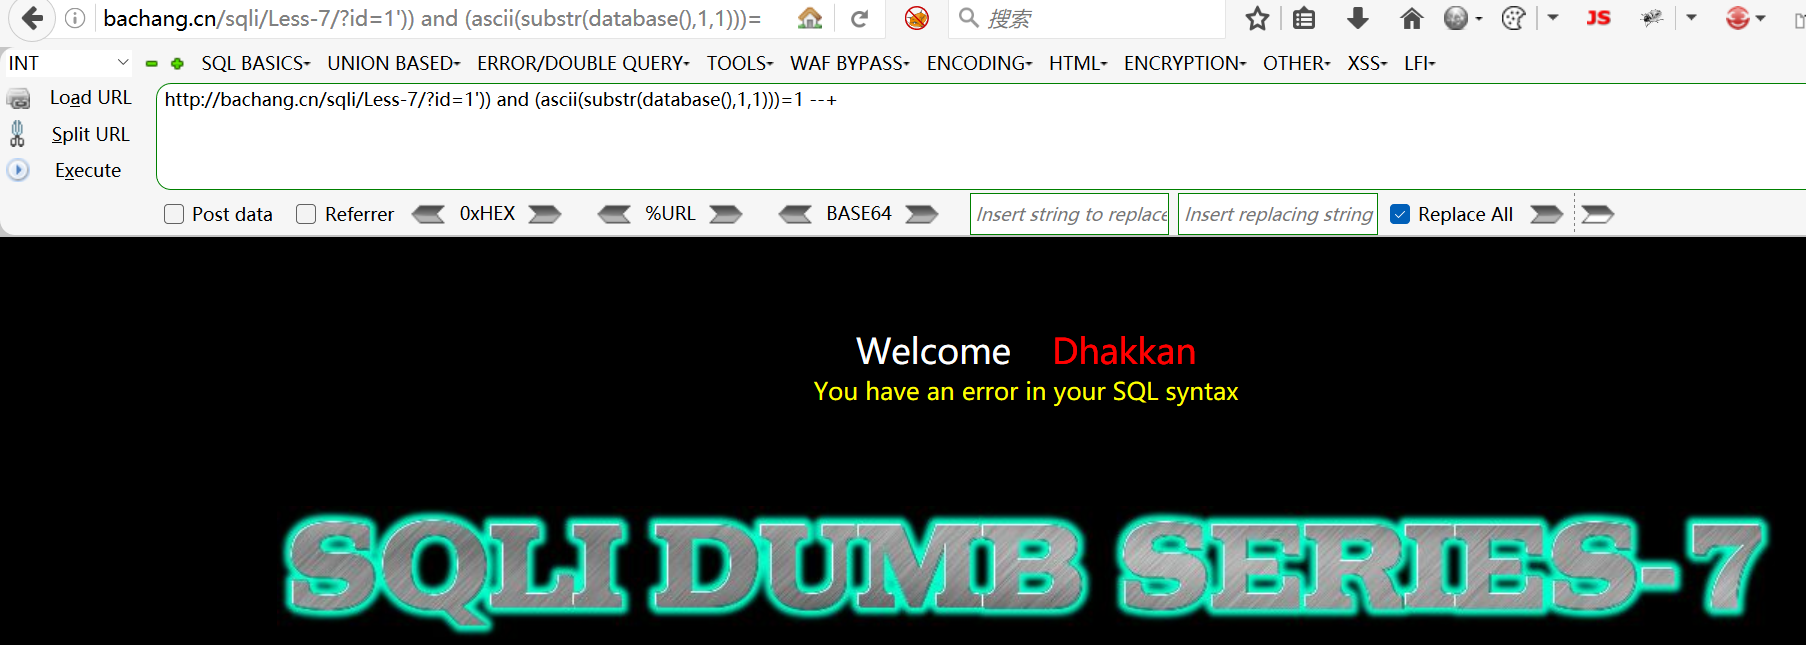 bachang.cn/sqli/Less-7/?id=1')) and (ascii(substr(database(),1,1)))=
搜索
JS
INT
SQL BASICS
UNION BASED
ERROR/DOUBLE QUERY
TOOLS
WAF BYPASS
ENCODING
HTML
ENCRYPTION
OTHER
XSS
LFI
Load URL
http://bachang.cn/sqli/Less-7/?id=1')) and (ascii(substr(database(),1,1)))=1 --+
Split URL
Execute
Post data
Referrer
0xHEX
%URL
BASE64
Insert string to replace
Insert replacing string
Replace All
Welcome Dhakkan
You have an error in your SQL syntax
SQLI DUMB SERIES-7